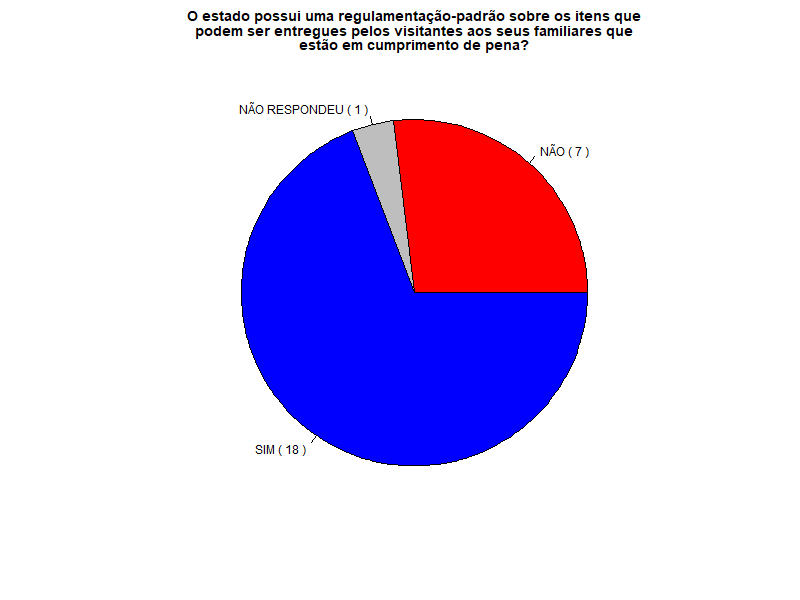 O estado possui uma regulamentação-padrão sobre os itens que
podem ser entregues pelos visitantes aos seus familiares que
estão em cumprimento de pena?
NÃO RESPONDEU ( 1 )
NÃO ( 7 )
SIM ( 18 )